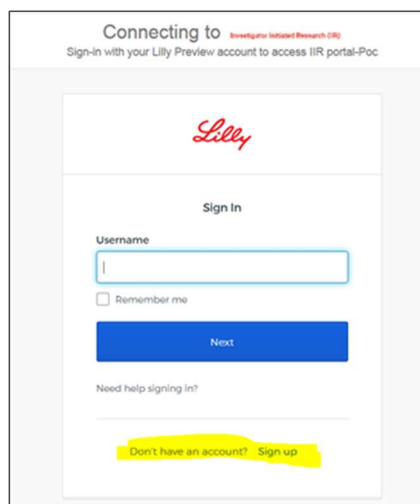 Connecting to Investigator Initiated Research (IIR)
Sign-in with your Lilly Preview account to access IIR portal-Poc
Lilly
Sign In
Username
Remember me
Next
Need help signing in?
Don't have an account? Sign up